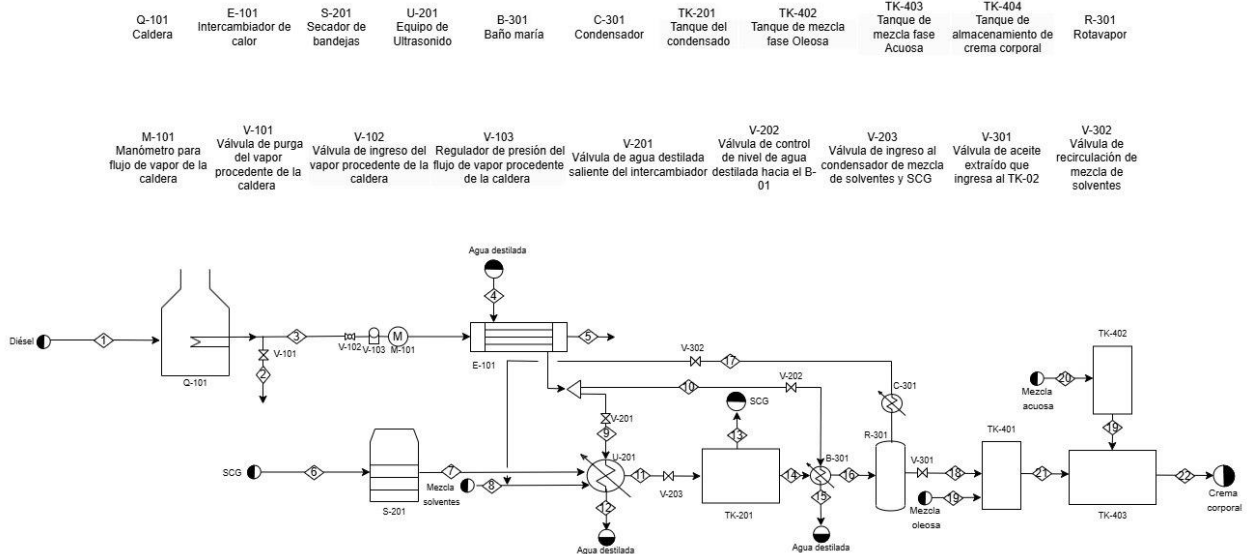 Q-101
Caldera
E-101
Intercambiador de
calor
S-201
Secador de
bandejas
U-201
Equipo de
Ultrasonido
B-301
Baño maría
C-301
Condensador
TK-201
Tanque del
condensado
TK-402
Tanque de mezcla
fase Oleosa
TK-403
Tanque de
mezcla fase
Acuosa
TK-404
Tanque de
almacenamiento de
crema corporal
R-301
Rotavapor
M-101
Manómetro para
flujo de vapor de la
caldera
V-101
Válvula de purga
del vapor
procedente de la
caldera
V-102
Válvula de ingreso del
vapor procedente de la
caldera
V-103
Regulador de presión del
flujo de vapor procedente
de la caldera
V-201
Válvula de agua destilada
saliente del intercambiador
V-202
Válvula de control
de nivel de agua
destilada hacia el B-
01
V-203
Válvula de ingreso al
condensador de mezcla
de solventes y SCG
V-301
Válvula de aceite
extraído que
ingresa al TK-02
V-302
Válvula de
recirculación de
mezcla de
solventes
Agua destilada
4
Diésel
1
Q-101
V-101
2
3
V-102
V-103
M
M-101
E-101
5
V-302
17
TK-402
10
V-202
C-301
20
Mezcla
acuosa
SCG
V-201
9
13
19
R-301
TK-401
SCG
6
7
U-201
Mezcla
solventes
8
S-201
11
V-203
TK-201
14
B-301
16
V-301
18
21
22
Crema
corporal
12
15
19
Mezcla
oleosa
TK-403
Agua destilada
Agua destilada